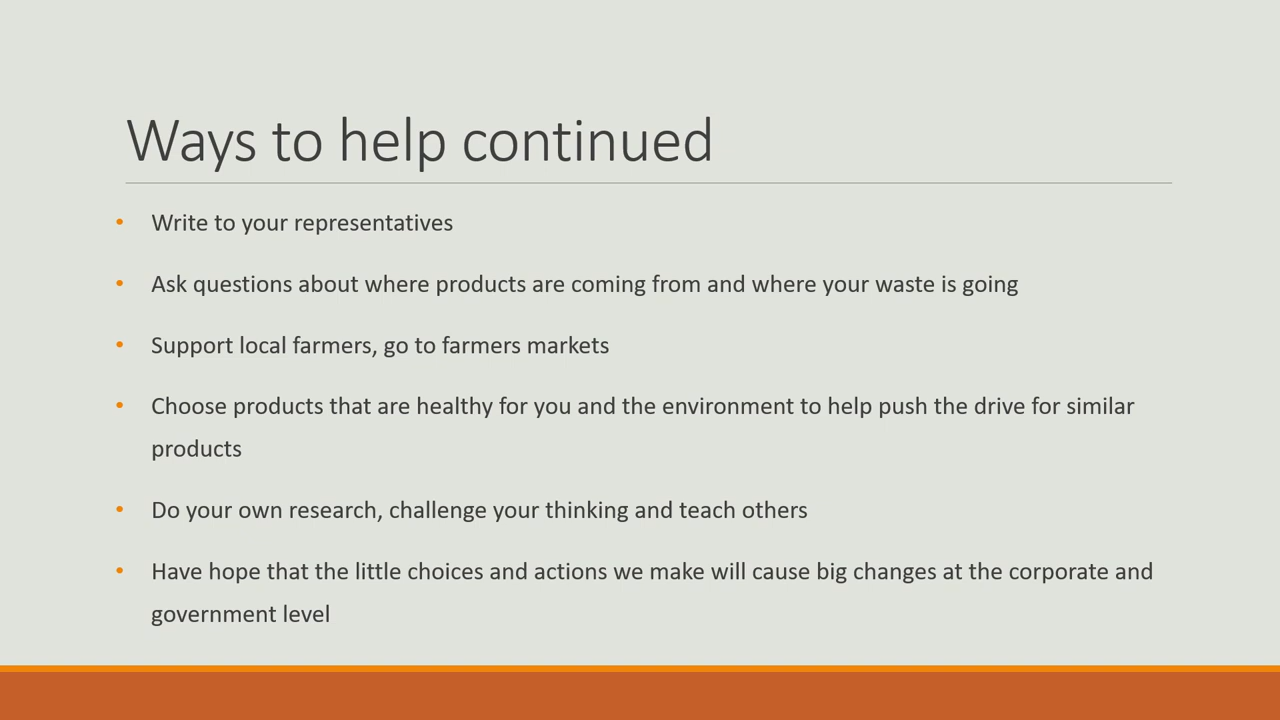 Ways to help continued
• Write to your representatives
• Ask questions about where products are coming from and where your waste is going
• Support local farmers, go to farmers markets
• Choose products that are healthy for you and the environment to help push the drive for similar
products
• Do your own research, challenge your thinking and teach others
• Have hope that the little choices and actions we make will cause big changes at the corporate and
government level